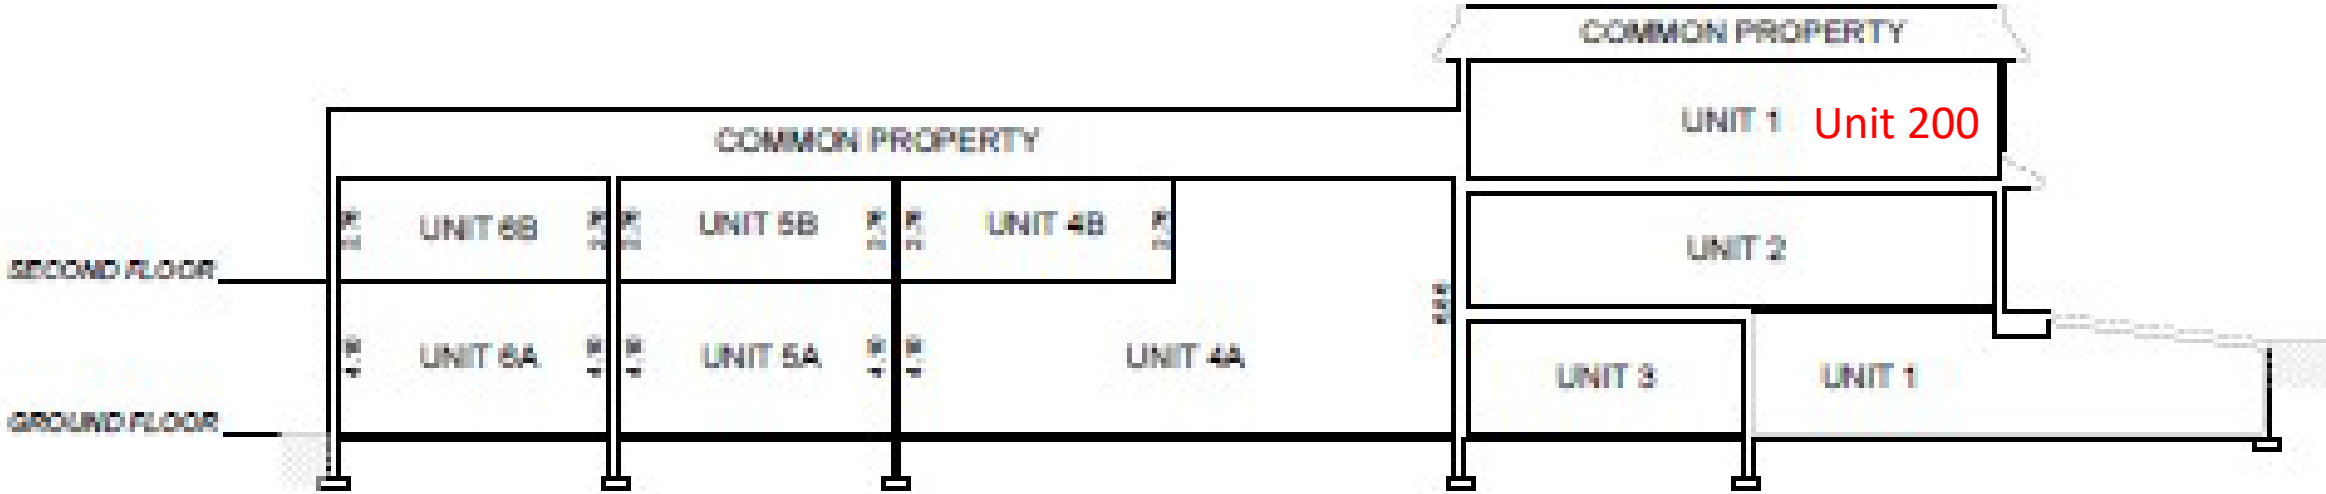 COMMON PROPERTY
UNIT 1 Unit 200
COMMON PROPERTY
UNIT 6B UNIT 5B UNIT 4B
UNIT 2
SECOND FLOOR
UNIT 6A UNIT 5A UNIT 4A
UNIT 3 UNIT 1
GROUND FLOOR